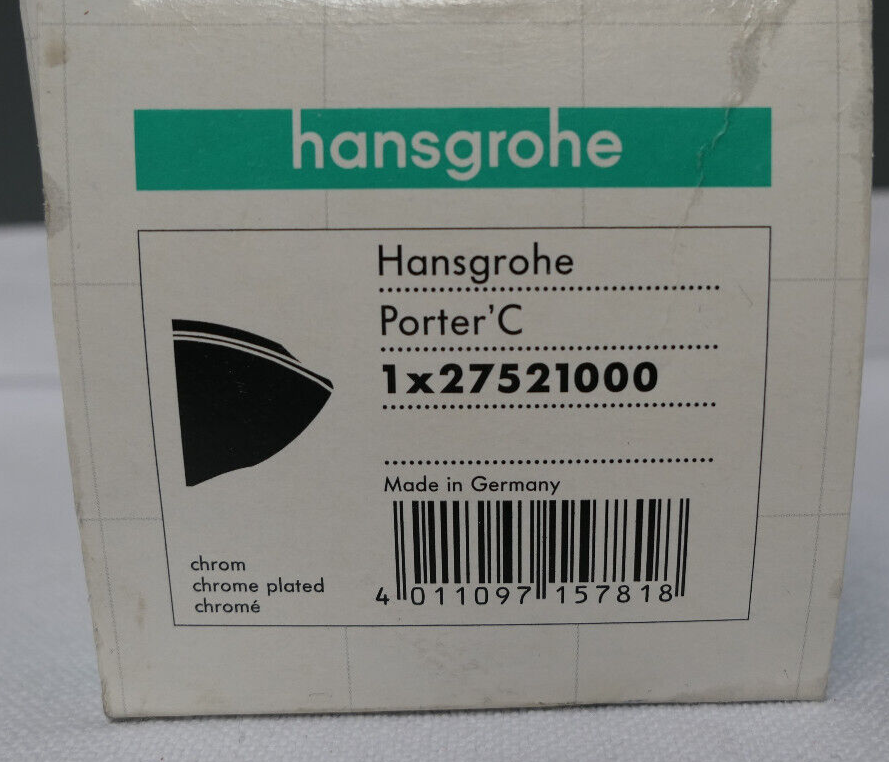 hansgrohe
Hansgrohe
Porter'C
1x27521000
Made in Germany
chrom
chrome plated
chromé
4 011097 157818